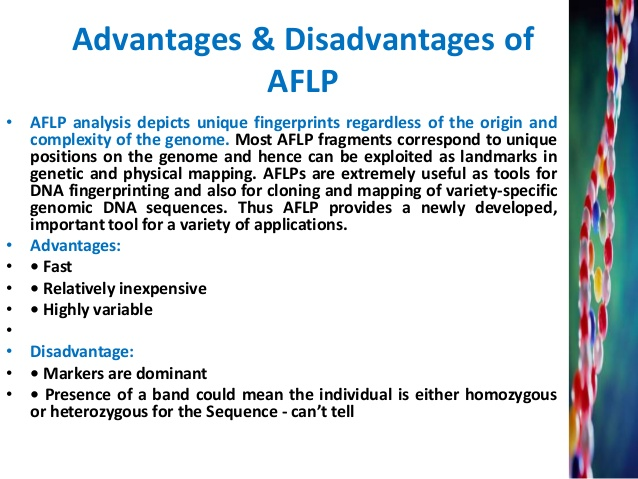 Advantages & Disadvantages of
AFLP
• AFLP analysis depicts unique fingerprints regardless of the origin and
complexity of the genome. Most AFLP fragments correspond to unique
positions on the genome and hence can be exploited as landmarks in
genetic and physical mapping. AFLPs are extremely useful as tools for
DNA fingerprinting and also for cloning and mapping of variety-specific
genomic DNA sequences. Thus AFLP provides a newly developed,
important tool for a variety of applications.
• Advantages:
• • Fast
• • Relatively inexpensive
• • Highly variable
•
• Disadvantage:
• • Markers are dominant
• • Presence of a band could mean the individual is either homozygous
or heterozygous for the Sequence - can’t tell